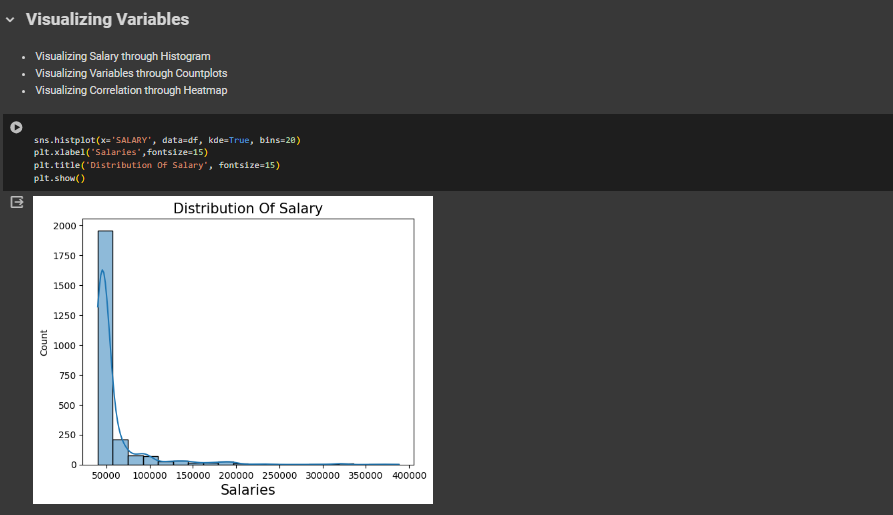 Visualizing Variables
• Visualizing Salary through Histogram
• Visualizing Variables through Countplots
• Visualizing Correlation through Heatmap
sns.histplot(x='SALARY', data=df, kde=True, bins=20)
plt.xlabel('Salaries',fontsize=15)
plt.title('Distribution Of Salary', fontsize=15)
plt.show()
Distribution Of Salary
2000
1750
1500
1250
1000
750
500
250
0
Count
50000 100000 150000 200000 250000 300000 350000 400000
Salaries